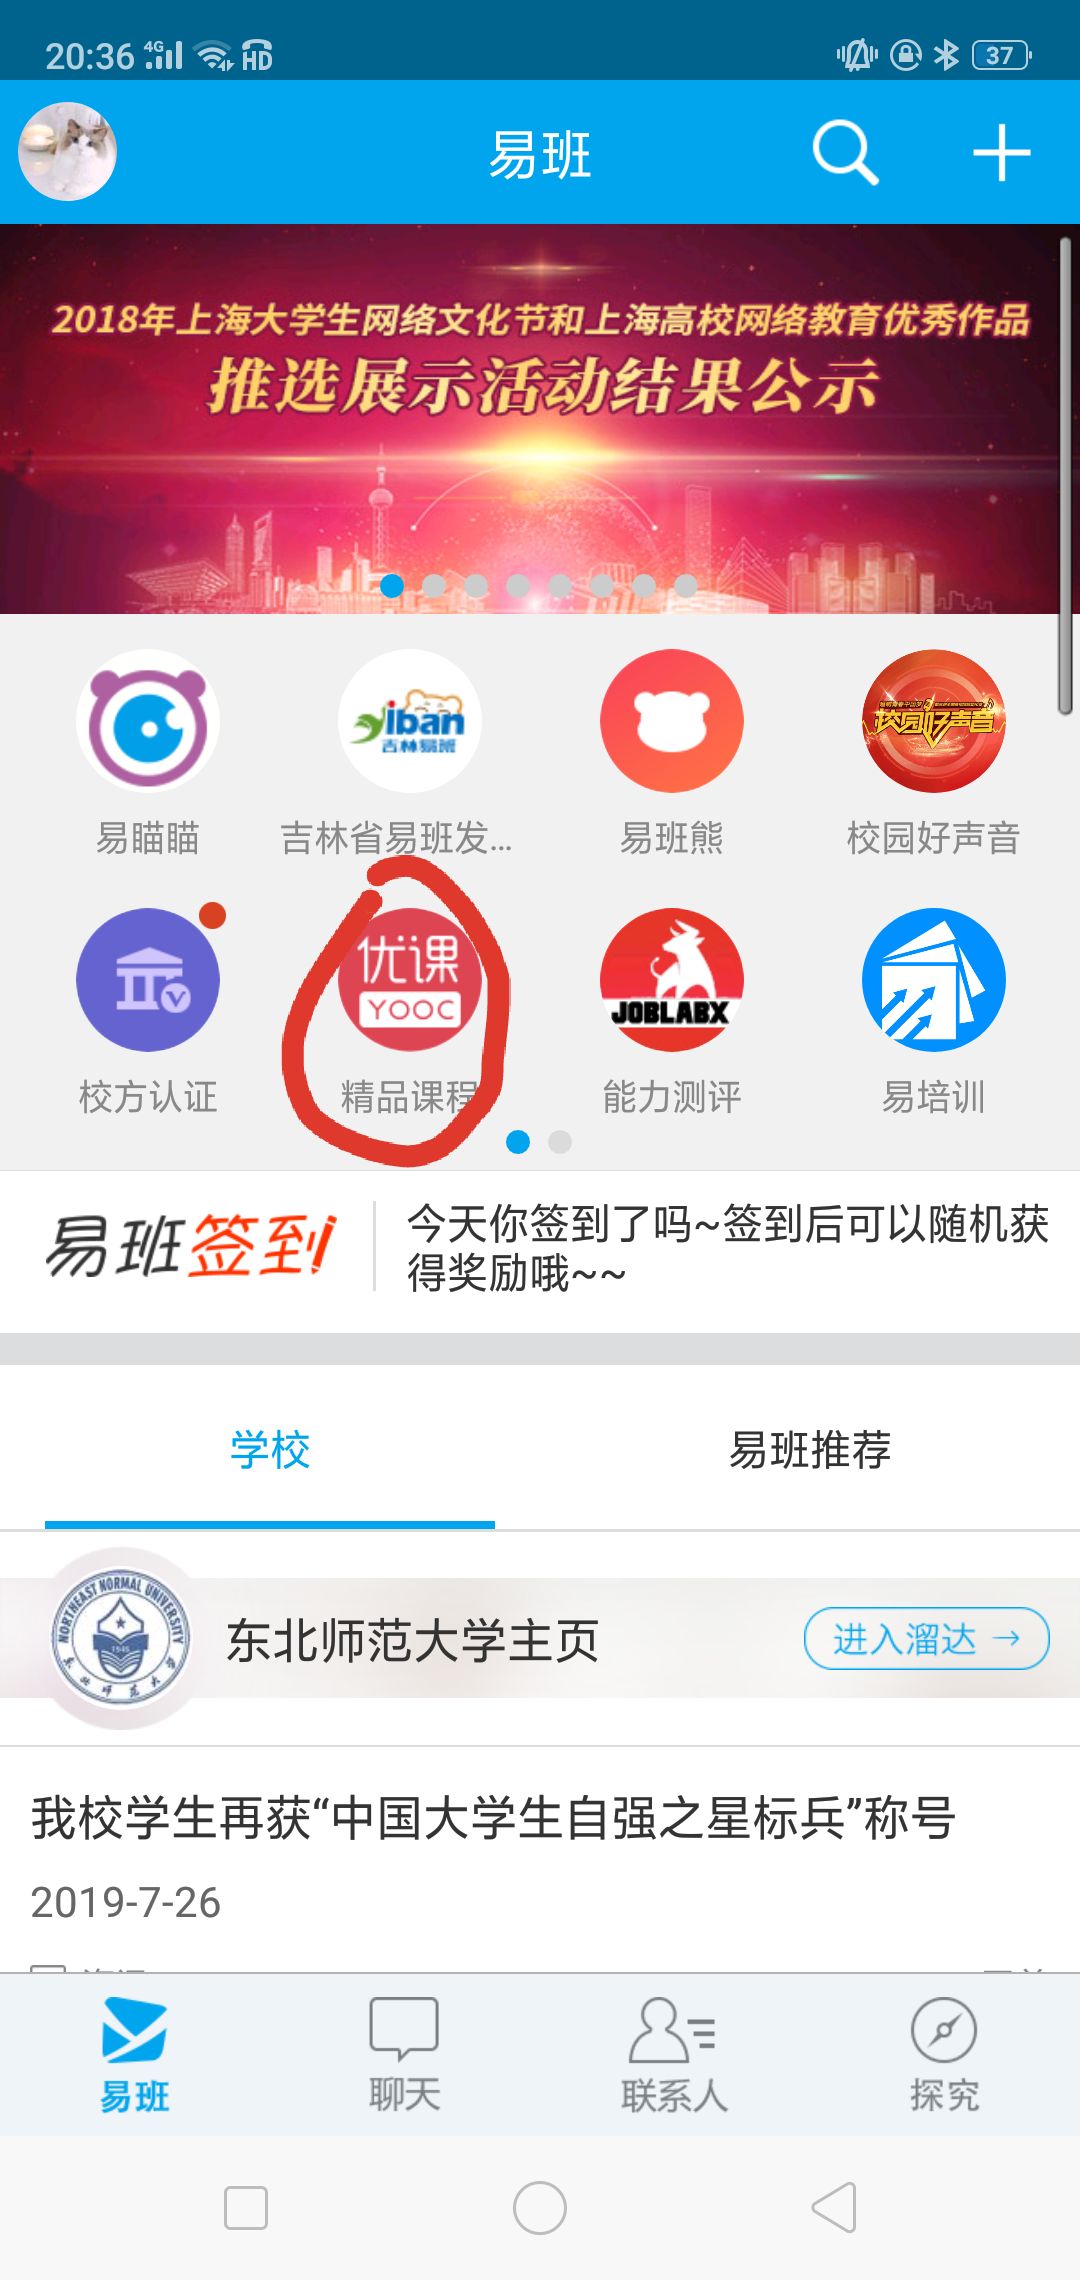 20:36 4G HD 37
易班
2018年上海大学生网络文化节和上海高校网络教育优秀作品
推选展示活动结果公示
yiban
吉林易班
校园好声音
易瞄瞄 吉林省易班发... 易班熊 校园好声音
优课
YOOC
JOBLABX
校方认证 精品课程 能力测评 易培训
易班签到
今天你签到了吗~签到后可以随机获
得奖励哦~~
学校 易班推荐
NORTHEAST NORMAL UNIVERSITY
1946
东北师范大学
东北师范大学主页
进入溜达 →
我校学生再获“中国大学生自强之星标兵”称号
2019-7-26
易班 聊天 联系人 探究